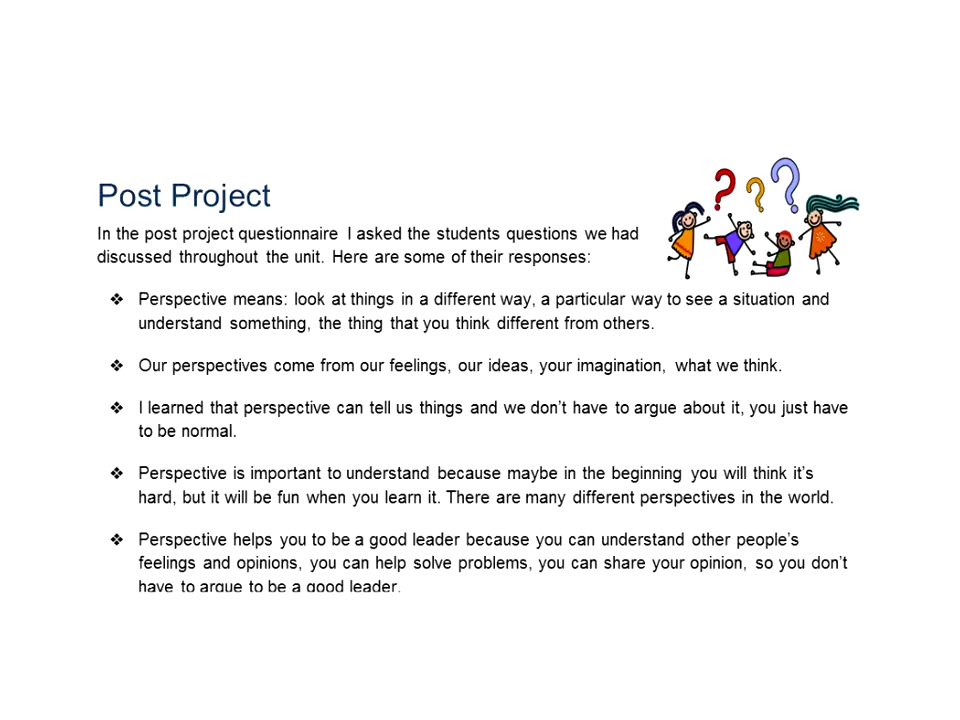 Post Project
In the post project questionnaire I asked the students questions we had
discussed throughout the unit. Here are some of their responses:
❖ Perspective means: look at things in a different way, a particular way to see a situation and
understand something, the thing that you think different from others.
❖ Our perspectives come from our feelings, our ideas, your imagination, what we think.
❖ I learned that perspective can tell us things and we don't have to argue about it, you just have
to be normal.
❖ Perspective is important to understand because maybe in the beginning you will think it's
hard, but it will be fun when you learn it. There are many different perspectives in the world.
❖ Perspective helps you to be a good leader because you can understand other people's
feelings and opinions, you can help solve problems, you can share your opinion, so you don't
have to argue to be a good leader.
? ? ?